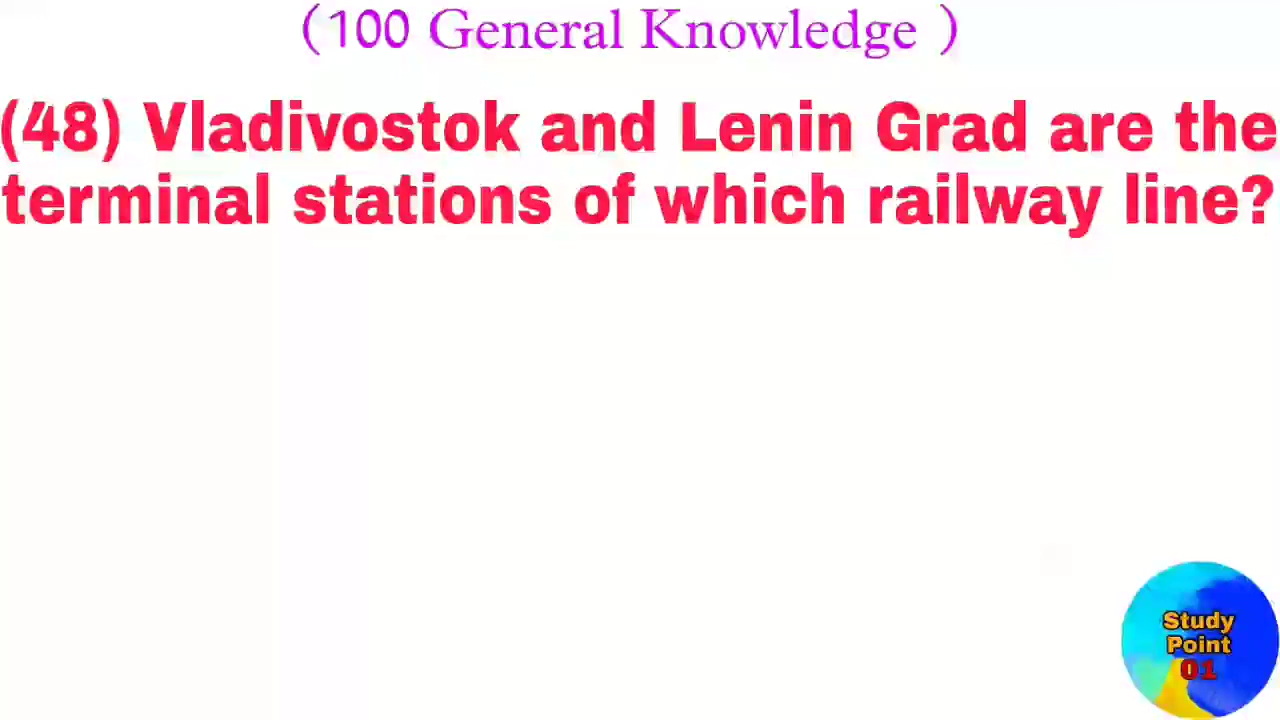 (100 General Knowledge )
(48) Vladivostok and Lenin Grad are the
terminal stations of which railway line?
Study
Point
01